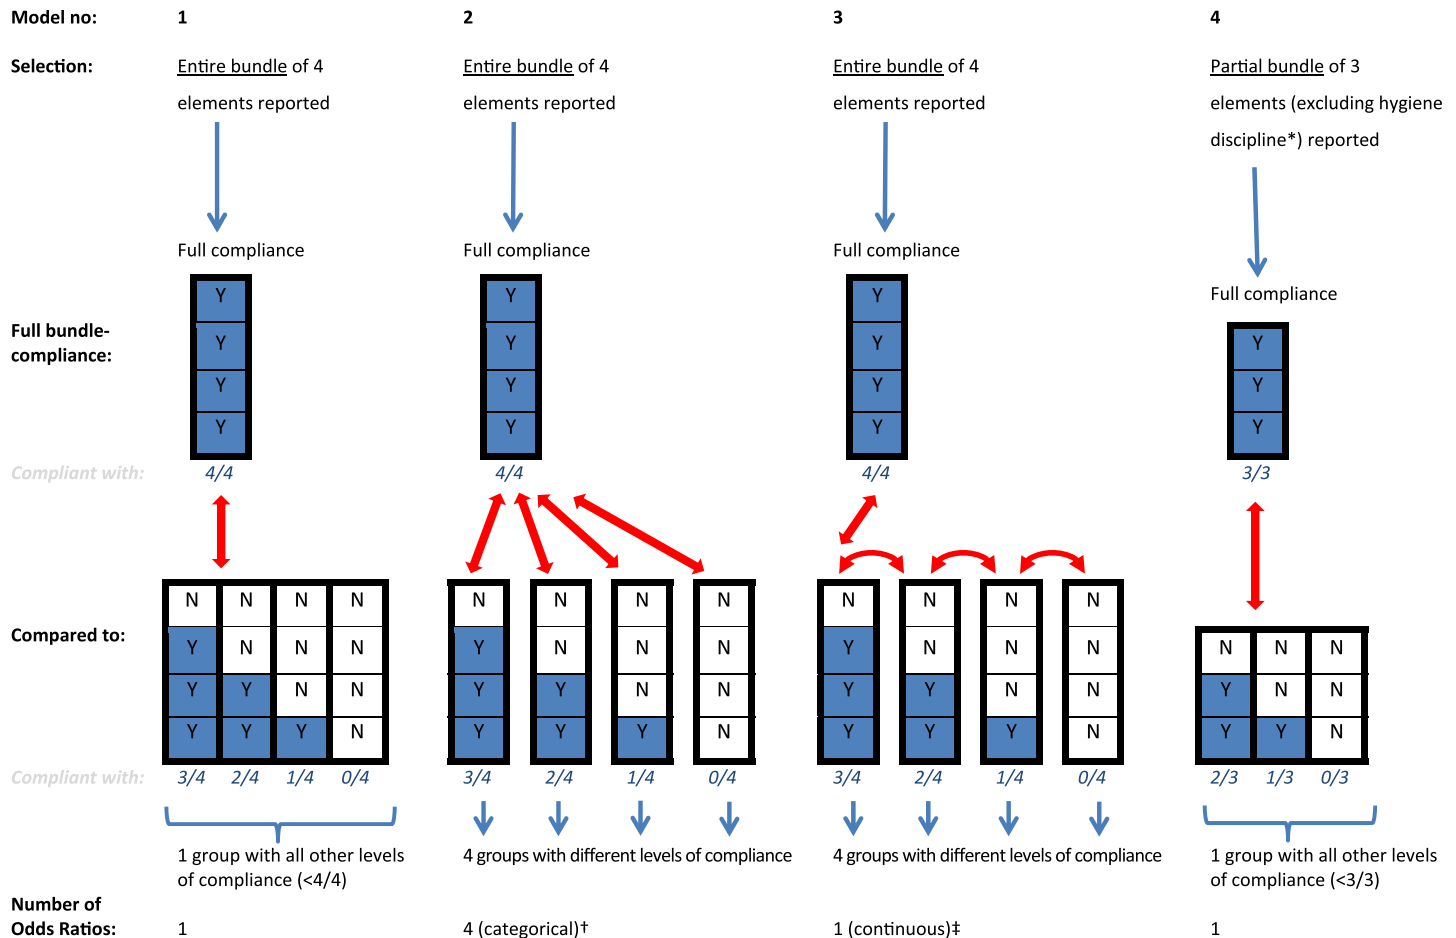 Model no: 1 2 3 4
Selection: Entire bundle of 4 Entire bundle of 4 Entire bundle of 4 Partial bundle of 3
elements reported elements reported elements reported elements (excluding hygiene
discipline*) reported
Full compliance Full compliance Full compliance
Full compliance
Y Y Y
Full bundle-
compliance:
Y Y Y Y
Y Y Y Y
Y Y Y Y
Compliant with: 4/4 4/4 4/4 3/3
N N N N N N N N N N N N
Compared to:
Y N N N Y N N N Y N N N N N N
Y Y N N Y Y N N Y Y N N Y N N
Y Y Y N Y Y Y N Y Y Y N Y Y N
Compliant with: 3/4 2/4 1/4 0/4 3/4 2/4 1/4 0/4 3/4 2/4 1/4 0/4 2/3 1/3 0/3
1 group with all other levels 4 groups with different levels of compliance 4 groups with different levels of compliance 1 group with all other levels
of compliance (<4/4) of compliance (<3/3)
Number of
Odds Ratios: 1 4 (categorical)† 1 (continuous)‡ 1